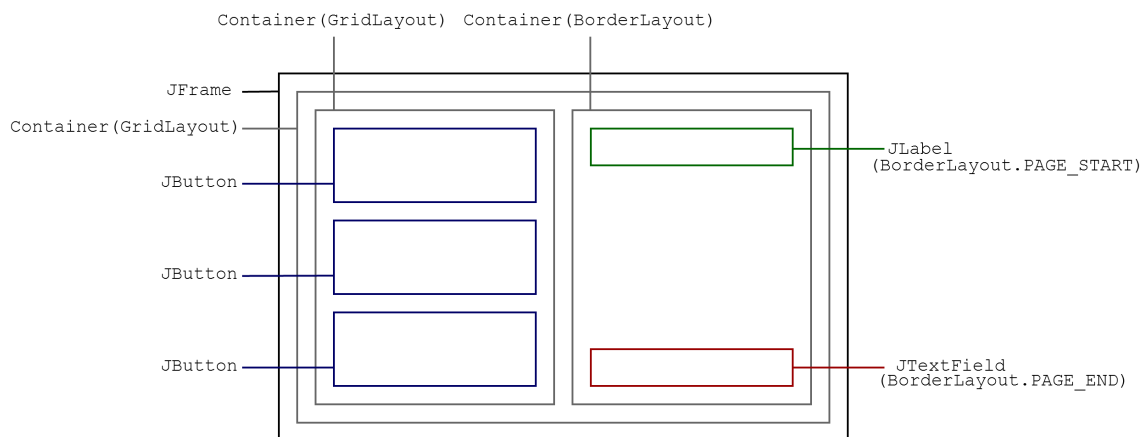 Container(GridLayout) Container(BorderLayout)
JFrame
Container(GridLayout)
JLabel
(BorderLayout.PAGE_START)
JButton
JButton
JButton
JTextField
(BorderLayout.PAGE_END)